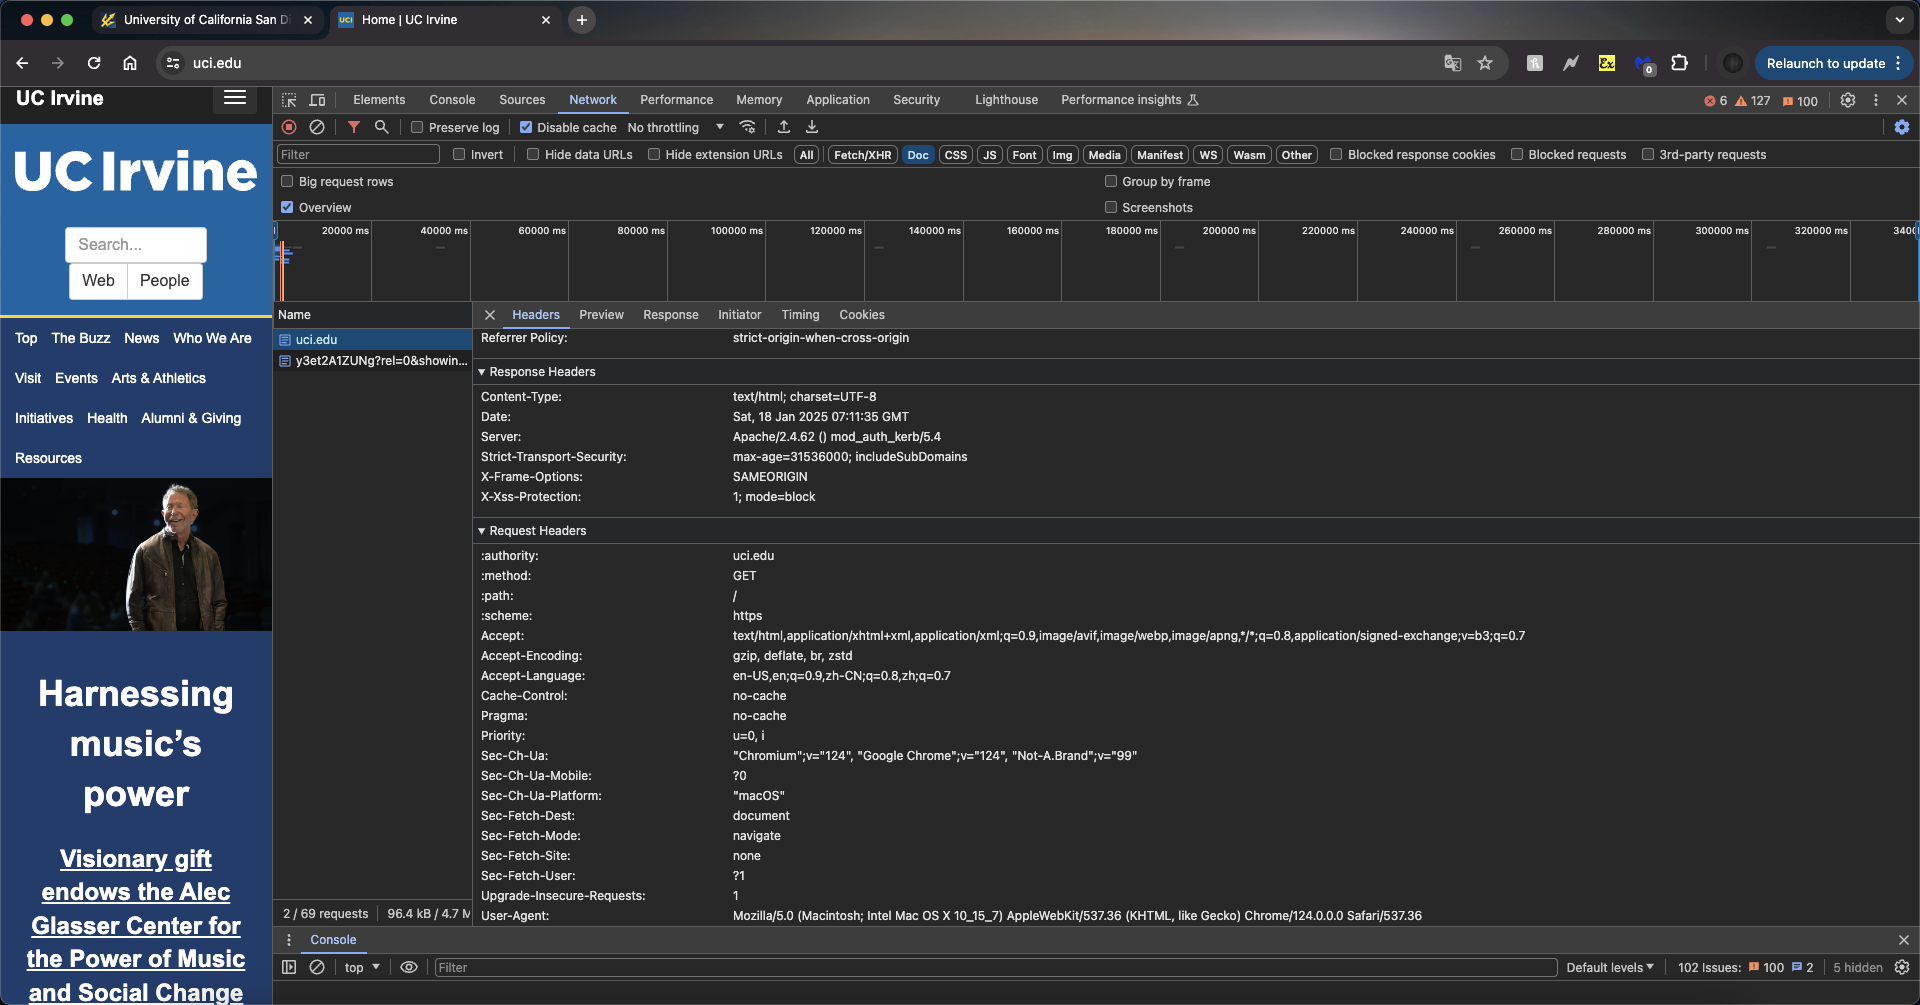 University of California San Di
Home | UC Irvine
uci.edu
Relaunch to update
0
UC Irvine
UC Irvine
Search...
Web People
Top The Buzz News Who We Are
Visit Events Arts & Athletics
Initiatives Health Alumni & Giving
Resources
Harnessing
music's
power
Visionary gift
endows the Alec
Glasser Center for
the Power of Music
and Social Change
Elements Console Sources Network Performance Memory Application Security Lighthouse Performance insights 6 127 100
Preserve log Disable cache No throttling
Filter Invert Hide data URLs Hide extension URLs All Fetch/XHR Doc CSS JS Font Img Media Manifest WS Wasm Other Blocked response cookies Blocked requests 3rd-party requests
Big request rows Group by frame
Overview Screenshots
20000 ms 40000 ms 60000 ms 80000 ms 100000 ms 120000 ms 140000 ms 160000 ms 180000 ms 200000 ms 220000 ms 240000 ms 260000 ms 280000 ms 300000 ms 320000 ms 3400
Name
uci.edu
y3et2A1ZUNg?rel=0&showin...
2 / 69 requests 96.4 kB / 4.7 M
Headers Preview Response Initiator Timing Cookies
Referrer Policy: strict-origin-when-cross-origin
Response Headers
Content-Type: text/html; charset=UTF-8
Date: Sat, 18 Jan 2025 07:11:35 GMT
Server: Apache/2.4.62 () mod_auth_kerb/5.4
Strict-Transport-Security: max-age=31536000; includeSubDomains
X-Frame-Options: SAMEORIGIN
X-Xss-Protection: 1; mode=block
Request Headers
:authority: uci.edu
:method: GET
:path: /
:scheme: https
Accept: text/html,application/xhtml+xml,application/xml;q=0.9,image/avif,image/webp,image/apng,*/*;q=0.8,application/signed-exchange;v=b3;q=0.7
Accept-Encoding: gzip, deflate, br, zstd
Accept-Language: en-US,en;q=0.9,zh-CN;q=0.8,zh;q=0.7
Cache-Control: no-cache
Pragma: no-cache
Priority: u=0, i
Sec-Ch-Ua: "Chromium";v="124", "Google Chrome";v="124", "Not-A.Brand";v="99"
Sec-Ch-Ua-Mobile: ?0
Sec-Ch-Ua-Platform: "macOS"
Sec-Fetch-Dest: document
Sec-Fetch-Mode: navigate
Sec-Fetch-Site: none
Sec-Fetch-User: ?1
Upgrade-Insecure-Requests: 1
User-Agent: Mozilla/5.0 (Macintosh; Intel Mac OS X 10_15_7) AppleWebKit/537.36 (KHTML, like Gecko) Chrome/124.0.0.0 Safari/537.36
Console
top Filter Default levels 102 Issues: 100 2 5 hidden